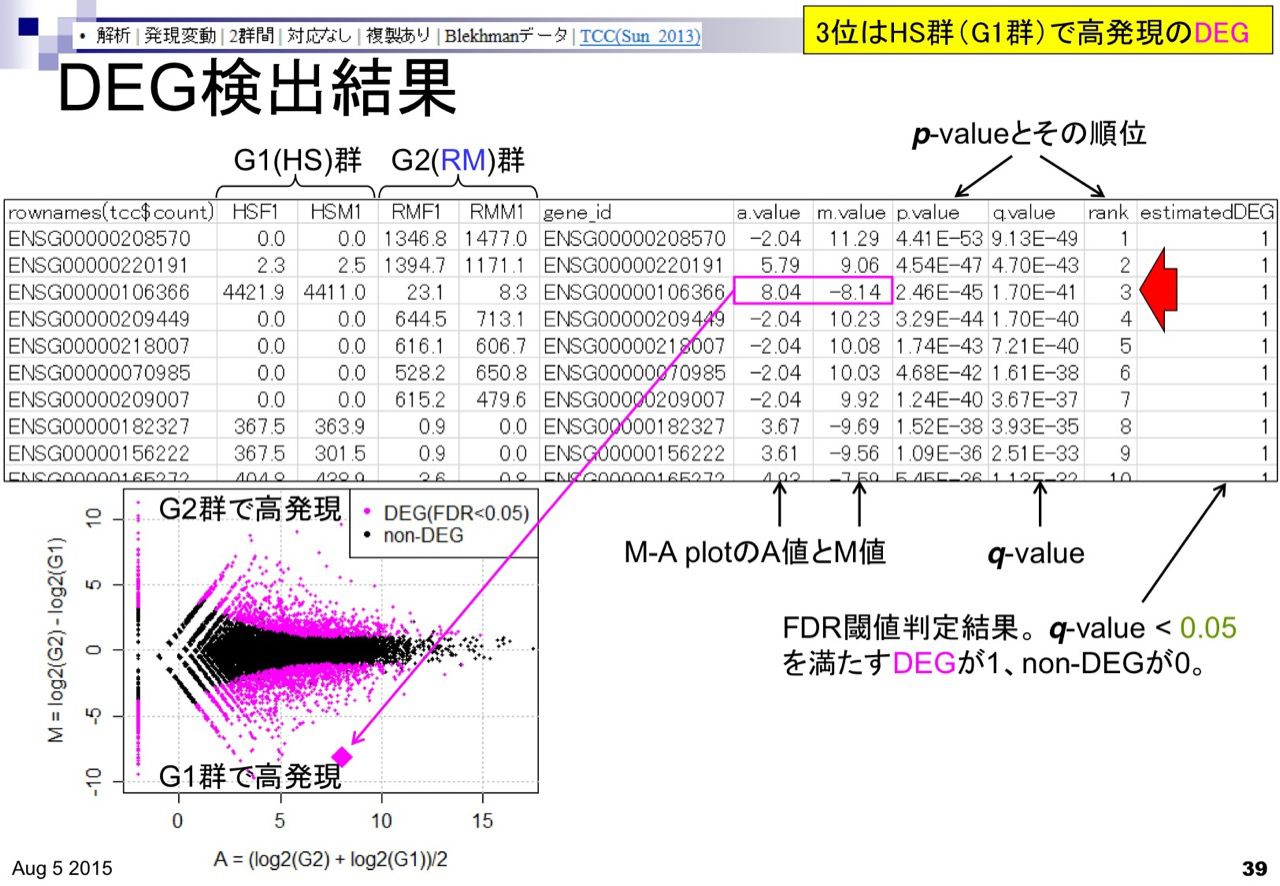 • 解析 | 発現変動 | 2群間 | 対応なし | 複製あり | Blekhmanデータ | TCC(Sun_2013)
3位はHS群(G1群)で高発現のDEG
DEG検出結果
p-valueとその順位
G1(HS)群 G2(RM)群
rownames(tcc$count) HSF1 HSM1 RMF1 RMM1 gene_id a.value m.value p.value q.value rank estimatedDEG
ENSG00000208570 0.0 0.0 1346.8 1477.0 ENSG00000208570 -2.04 11.29 4.41E-53 9.13E-49 1 1
ENSG00000220191 2.3 2.5 1394.7 1171.1 ENSG00000220191 5.79 9.06 4.54E-47 4.70E-43 2 1
ENSG00000106366 4421.9 4411.0 23.1 8.3 ENSG00000106366 8.04 -8.14 2.46E-45 1.70E-41 3 1
ENSG00000209449 0.0 0.0 644.5 713.1 ENSG00000209449 -2.04 10.23 3.29E-44 1.70E-40 4 1
ENSG00000218007 0.0 0.0 616.1 606.7 ENSG00000218007 -2.04 10.08 1.74E-43 7.21E-40 5 1
ENSG00000070985 0.0 0.0 528.2 650.8 ENSG00000070985 -2.04 10.03 4.68E-42 1.61E-38 6 1
ENSG00000209007 0.0 0.0 615.2 479.6 ENSG00000209007 -2.04 9.92 1.24E-40 3.67E-37 7 1
ENSG00000182327 367.5 363.9 0.9 0.0 ENSG00000182327 3.67 -9.69 1.52E-38 3.93E-35 8 1
ENSG00000156222 367.5 301.5 0.9 0.0 ENSG00000156222 3.61 -9.56 1.09E-36 2.51E-33 9 1
ENSG00000165272 404.8 438.9 3.6 0.8 ENSG00000165272 10 1
G2群で高発現
DEG(FDR<0.05)
non-DEG
M-A plotのA値とM値
q-value
FDR閾値判定結果。q-value < 0.05
を満たすDEGが1、non-DEGが0。
M = log2(G2) - log2(G1)
10
5
0
-5
-10
G1群で高発現
0 5 10 15
A = (log2(G2) + log2(G1))/2
Aug 5 2015
39